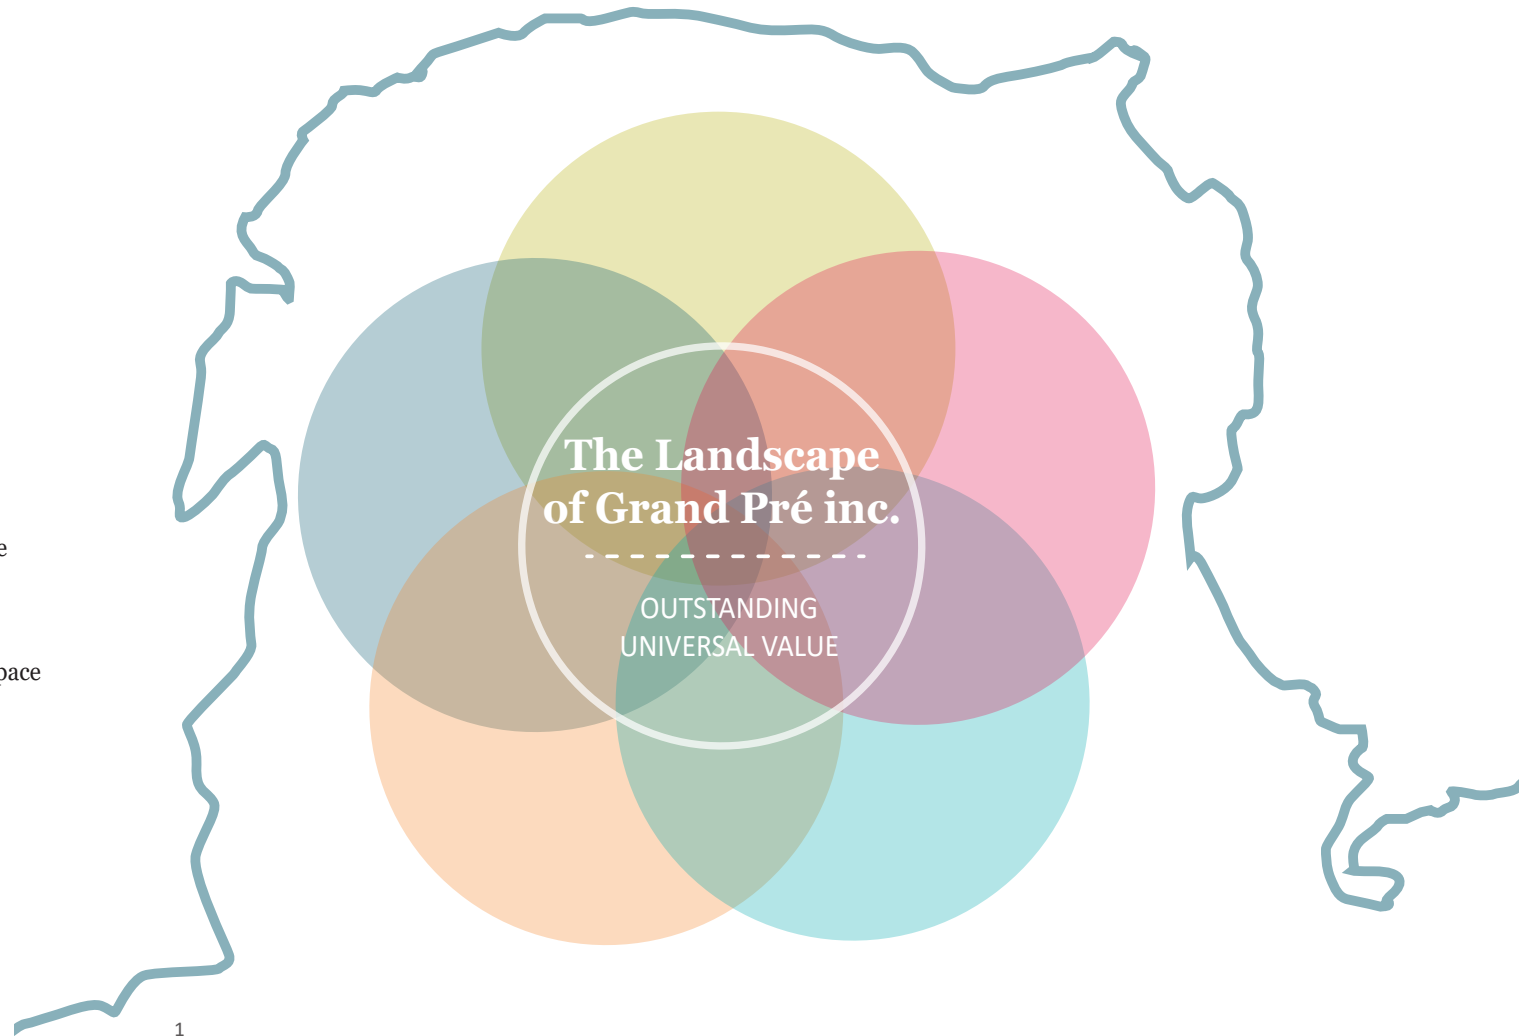 The Landscape
of Grand Pré inc.
OUTSTANDING
UNIVERSAL VALUE
1